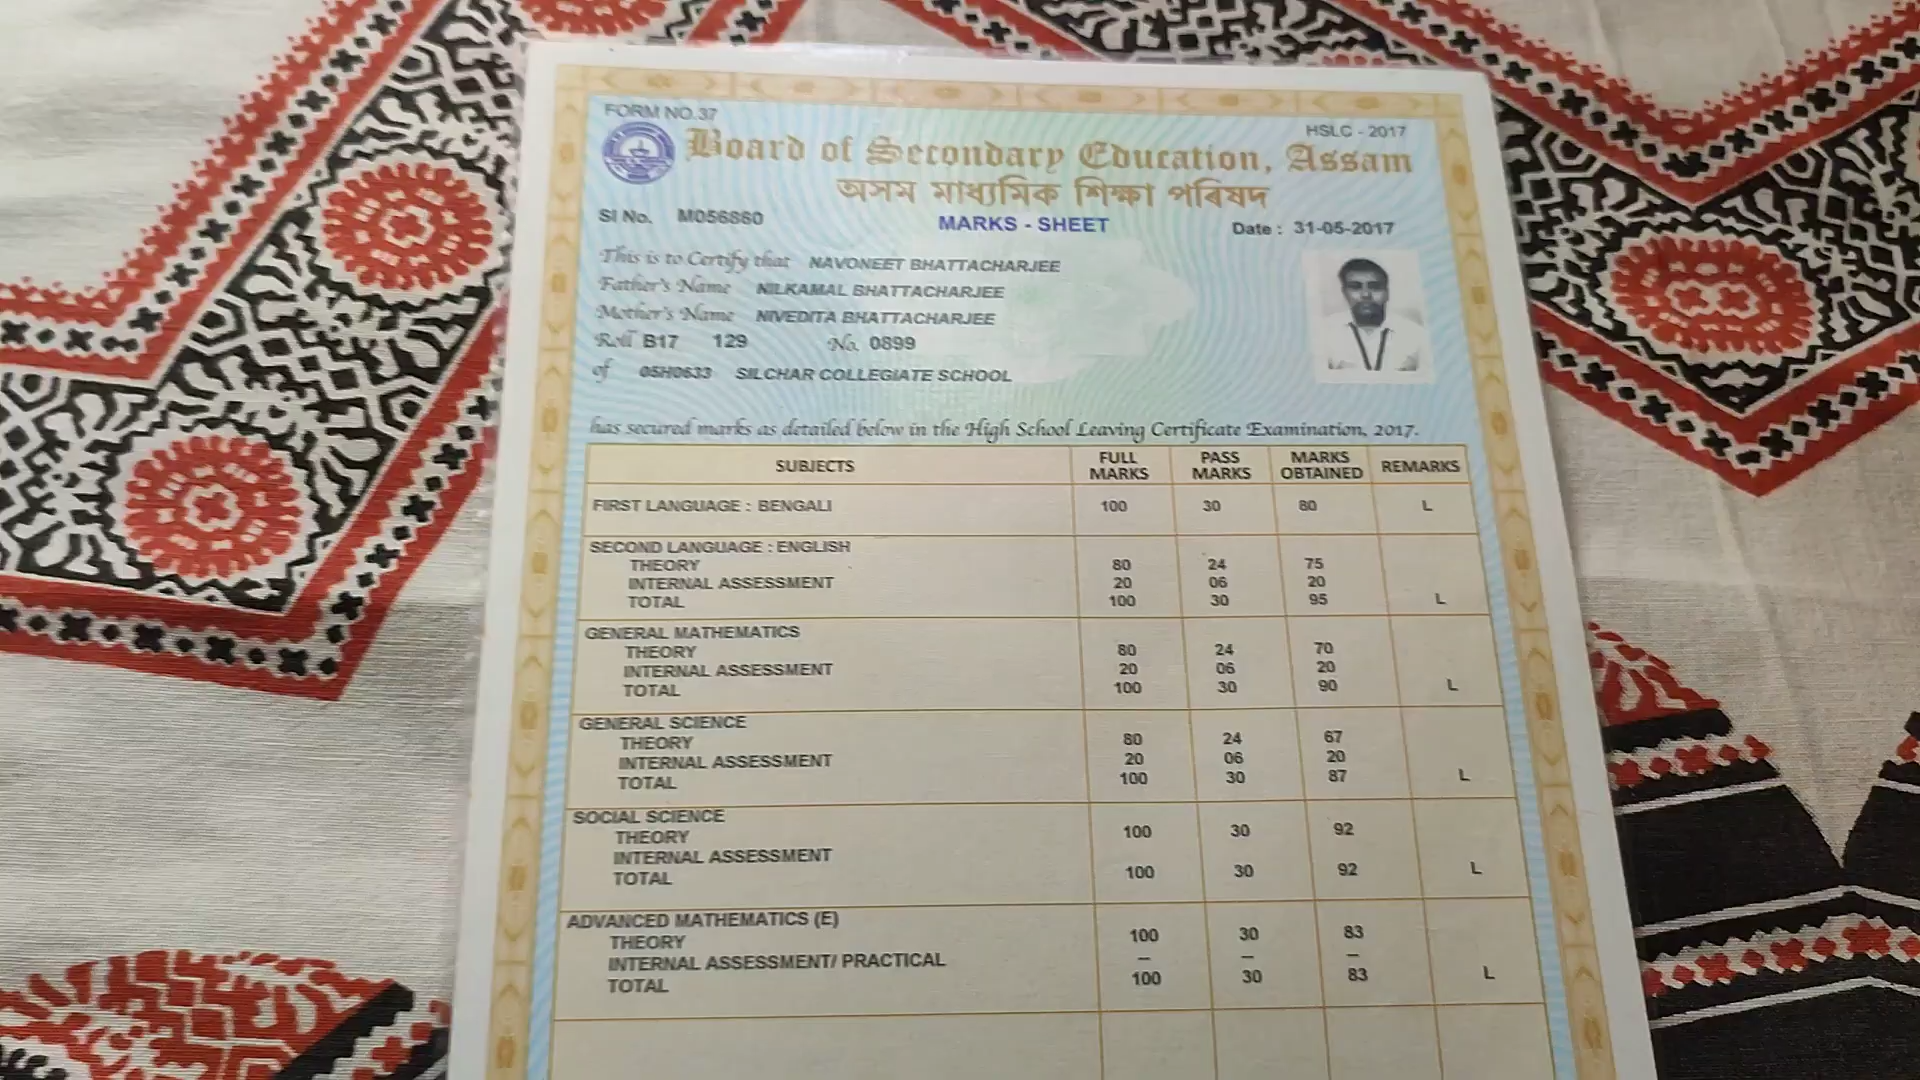 FORM NO.37
HSLC - 2017
Board of Secondary Education, Assam
অসম মাধ্যমিক শিক্ষা পৰিষদ
Sl No. M056860 MARKS - SHEET Date : 31-05-2017
This is to Certify that NAVONEET BHATTACHARJEE
Father's Name NILKAMAL BHATTACHARJEE
Mother's Name NIVEDITA BHATTACHARJEE
Roll B17 129 No. 0899
of 05H0633 SILCHAR COLLEGIATE SCHOOL
has secured marks as detailed below in the High School Leaving Certificate Examination, 2017.
SUBJECTS FULL MARKS PASS MARKS MARKS OBTAINED REMARKS
FIRST LANGUAGE : BENGALI 100 30 80 L
SECOND LANGUAGE : ENGLISH
THEORY 80 24 75
INTERNAL ASSESSMENT 20 06 20
TOTAL 100 30 95 L
GENERAL MATHEMATICS
THEORY 80 24 70
INTERNAL ASSESSMENT 20 06 20
TOTAL 100 30 90 L
GENERAL SCIENCE
THEORY 80 24 67
INTERNAL ASSESSMENT 20 06 20
TOTAL 100 30 87 L
SOCIAL SCIENCE
THEORY 100 30 92
INTERNAL ASSESSMENT
TOTAL 100 30 92 L
ADVANCED MATHEMATICS (E)
THEORY 100 30 83
INTERNAL ASSESSMENT/ PRACTICAL – – –
TOTAL 100 30 83 L